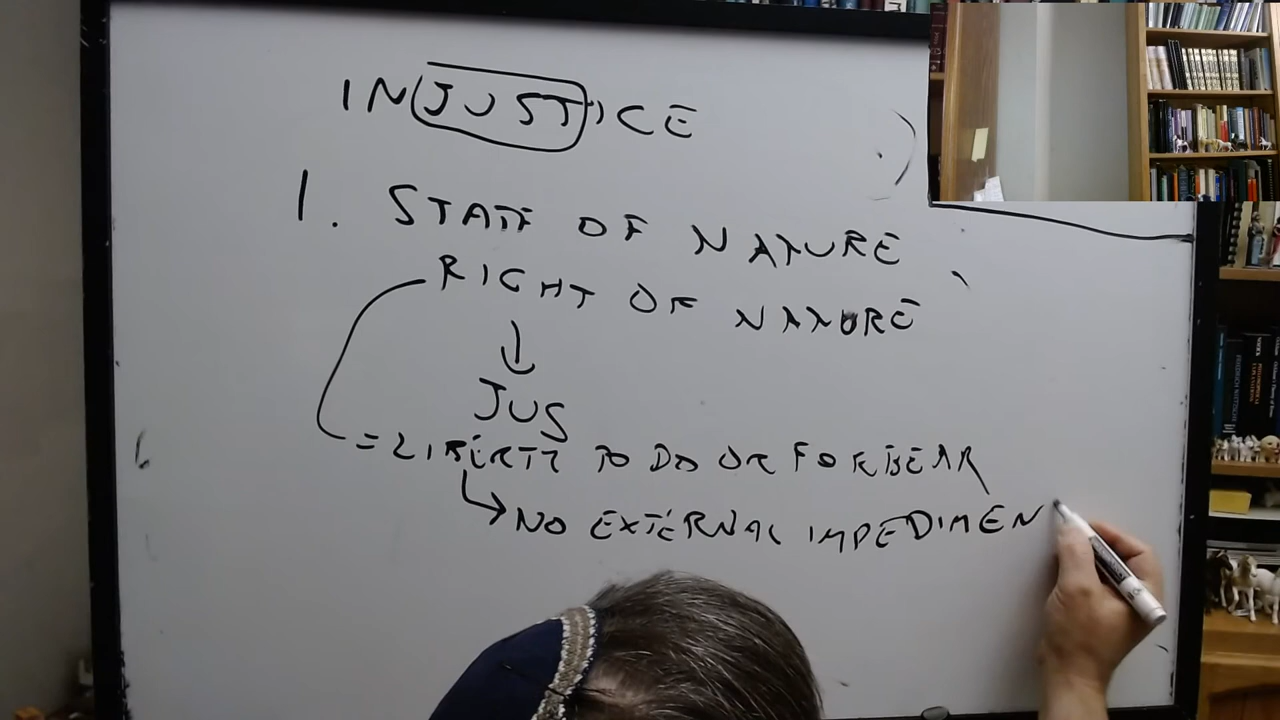 INJUSTICE
1. STATE OF NATURE
RIGHT OF NATURE
↓
JUS
= LIBERTY TO DO OR FORBEAR
↳ NO EXTERNAL IMPEDIMEN